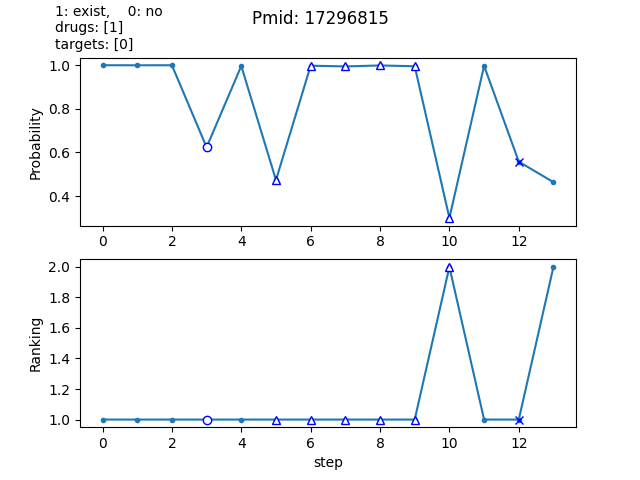 1: exist,    0: no
drugs: [1]
targets: [0]
Pmid: 17296815
Probability
1.0
0.8
0.6
0.4
0 2 4 6 8 10 12
Ranking
2.0
1.8
1.6
1.4
1.2
1.0
0 2 4 6 8 10 12
step